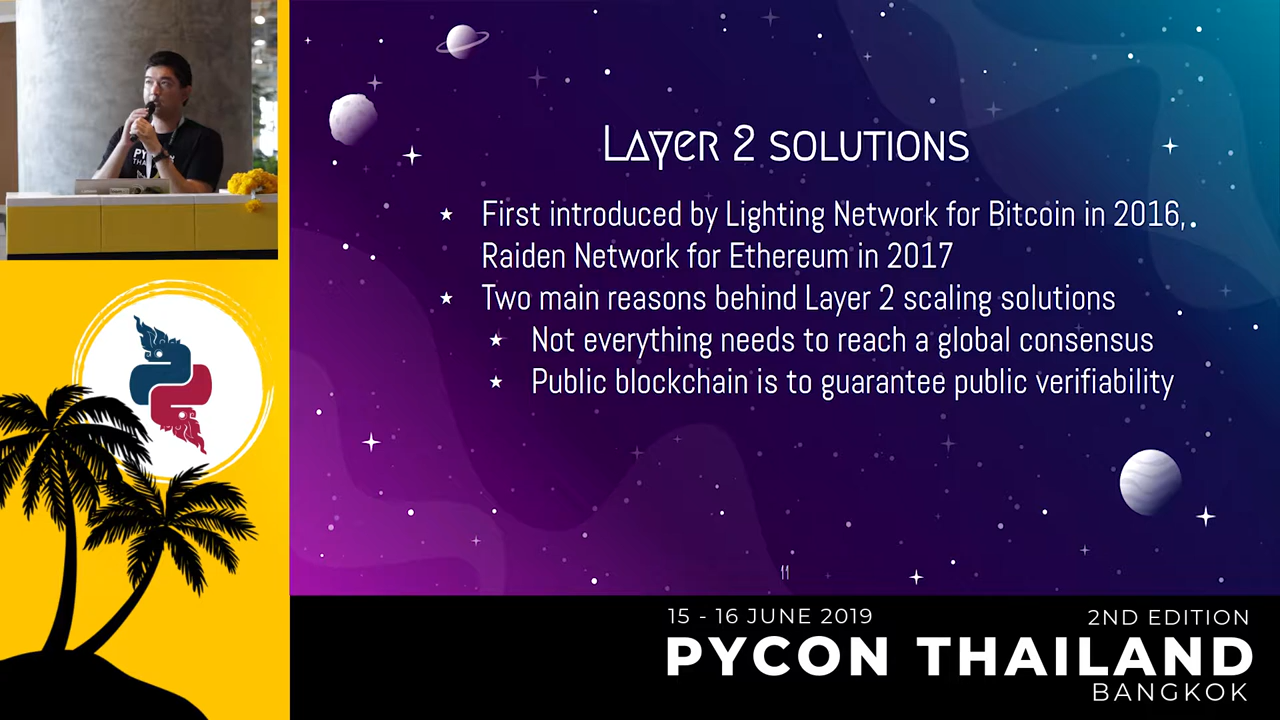 Layer 2 SOLUTIONS
★ First introduced by Lighting Network for Bitcoin in 2016,
Raiden Network for Ethereum in 2017
★ Two main reasons behind Layer 2 scaling solutions
★ Not everything needs to reach a global consensus
★ Public blockchain is to guarantee public verifiability
11
15 - 16 JUNE 2019
2ND EDITION
PYCON THAILAND
BANGKOK